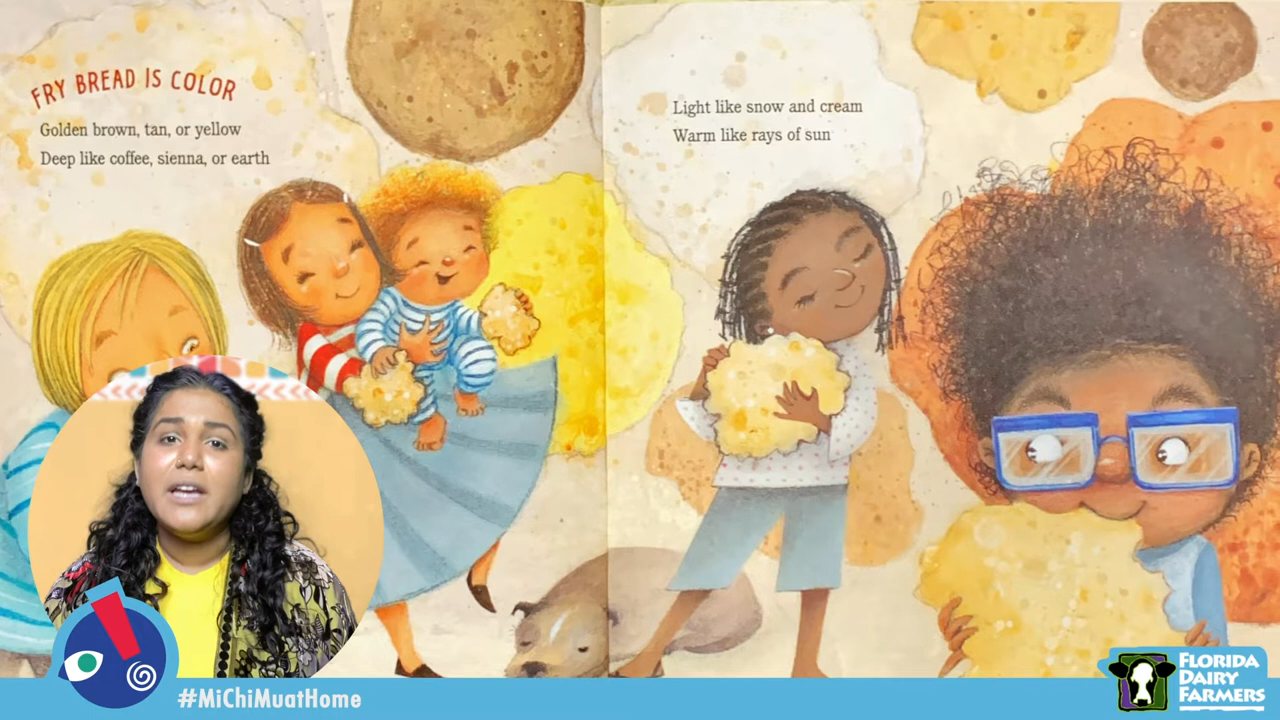 FRY BREAD IS COLOR
Golden brown, tan, or yellow
Deep like coffee, sienna, or earth
Light like snow and cream
Warm like rays of sun
#MiChiMuatHome
FLORIDA
DAIRY
FARMERS